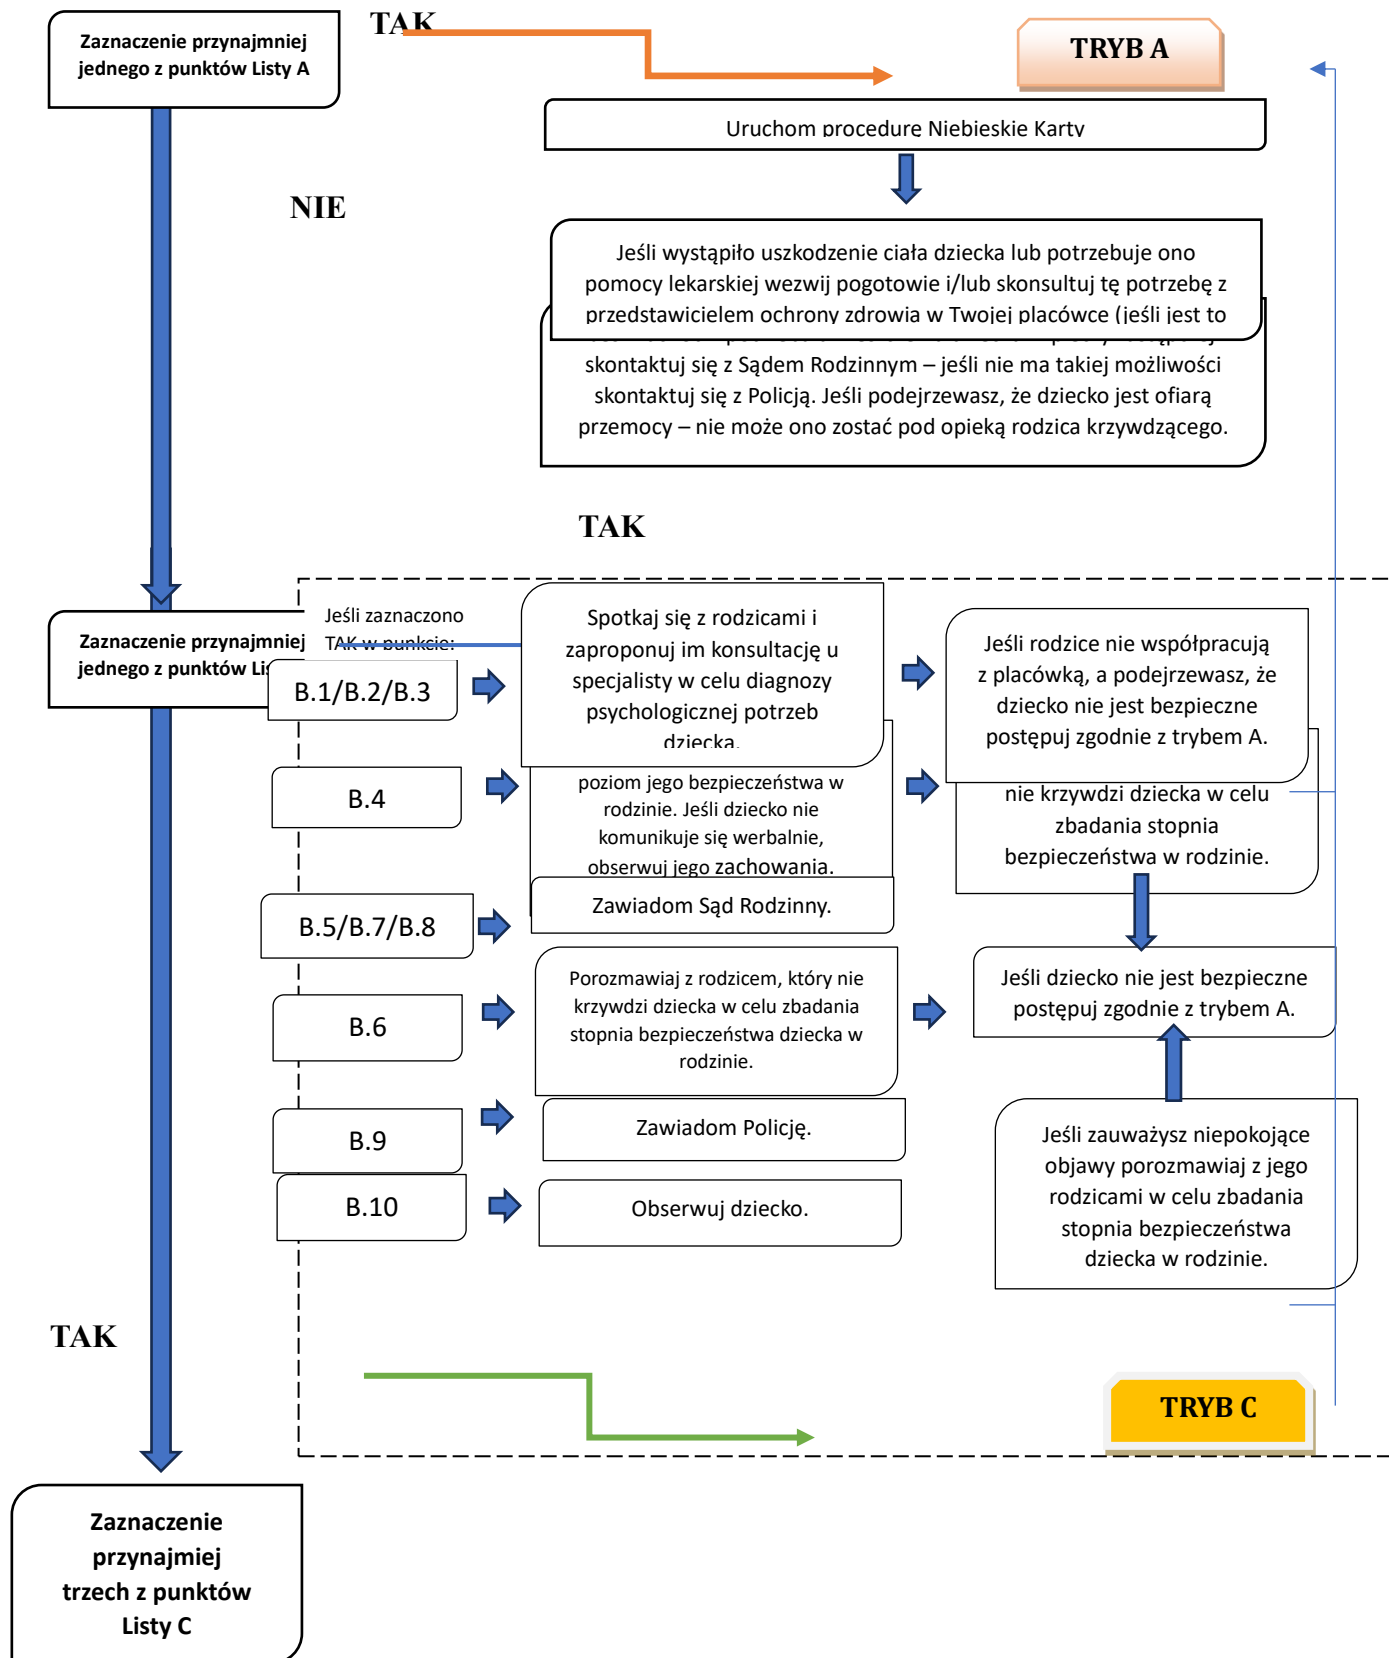 TAK
Zaznaczenie przynajmniej
jednego z punktów Listy A
TRYB A
Uruchom procedurę Niebieskie Karty
NIE
Jeśli wystąpiło uszkodzenie ciała dziecka lub potrzebuje ono
pomocy lekarskiej wezwij pogotowie i/lub skonsultuj tę potrzebę z
przedstawicielem ochrony zdrowia w Twojej placówce (jeśli jest to
skontaktuj się z Sądem Rodzinnym – jeśli nie ma takiej możliwości
skontaktuj się z Policją. Jeśli podejrzewasz, że dziecko jest ofiarą
przemocy – nie może ono zostać pod opieką rodzica krzywdzącego.
TAK
Zaznaczenie przynajmniej
jednego z punktów Lis
Jeśli zaznaczono
TAK w punkcie:
B.1/B.2/B.3
Spotkaj się z rodzicami i
zaproponuj im konsultację u
specjalisty w celu diagnozy
psychologicznej potrzeb
dziecka.
Jeśli rodzice nie współpracują
z placówką, a podejrzewasz, że
dziecko nie jest bezpieczne
postępuj zgodnie z trybem A.
B.4
poziom jego bezpieczeństwa w
rodzinie. Jeśli dziecko nie
komunikuje się werbalnie,
obserwuj jego zachowania.
nie krzywdzi dziecka w celu
zbadania stopnia
bezpieczeństwa w rodzinie.
B.5/B.7/B.8
Zawiadom Sąd Rodzinny.
B.6
Porozmawiaj z rodzicem, który nie
krzywdzi dziecka w celu zbadania
stopnia bezpieczeństwa dziecka w
rodzinie.
Jeśli dziecko nie jest bezpieczne
postępuj zgodnie z trybem A.
B.9
Zawiadom Policję.
B.10
Obserwuj dziecko.
Jeśli zauważysz niepokojące
objawy porozmawiaj z jego
rodzicami w celu zbadania
stopnia bezpieczeństwa
dziecka w rodzinie.
TAK
TRYB C
Zaznaczenie
przynajmiej
trzech z punktów
Listy C